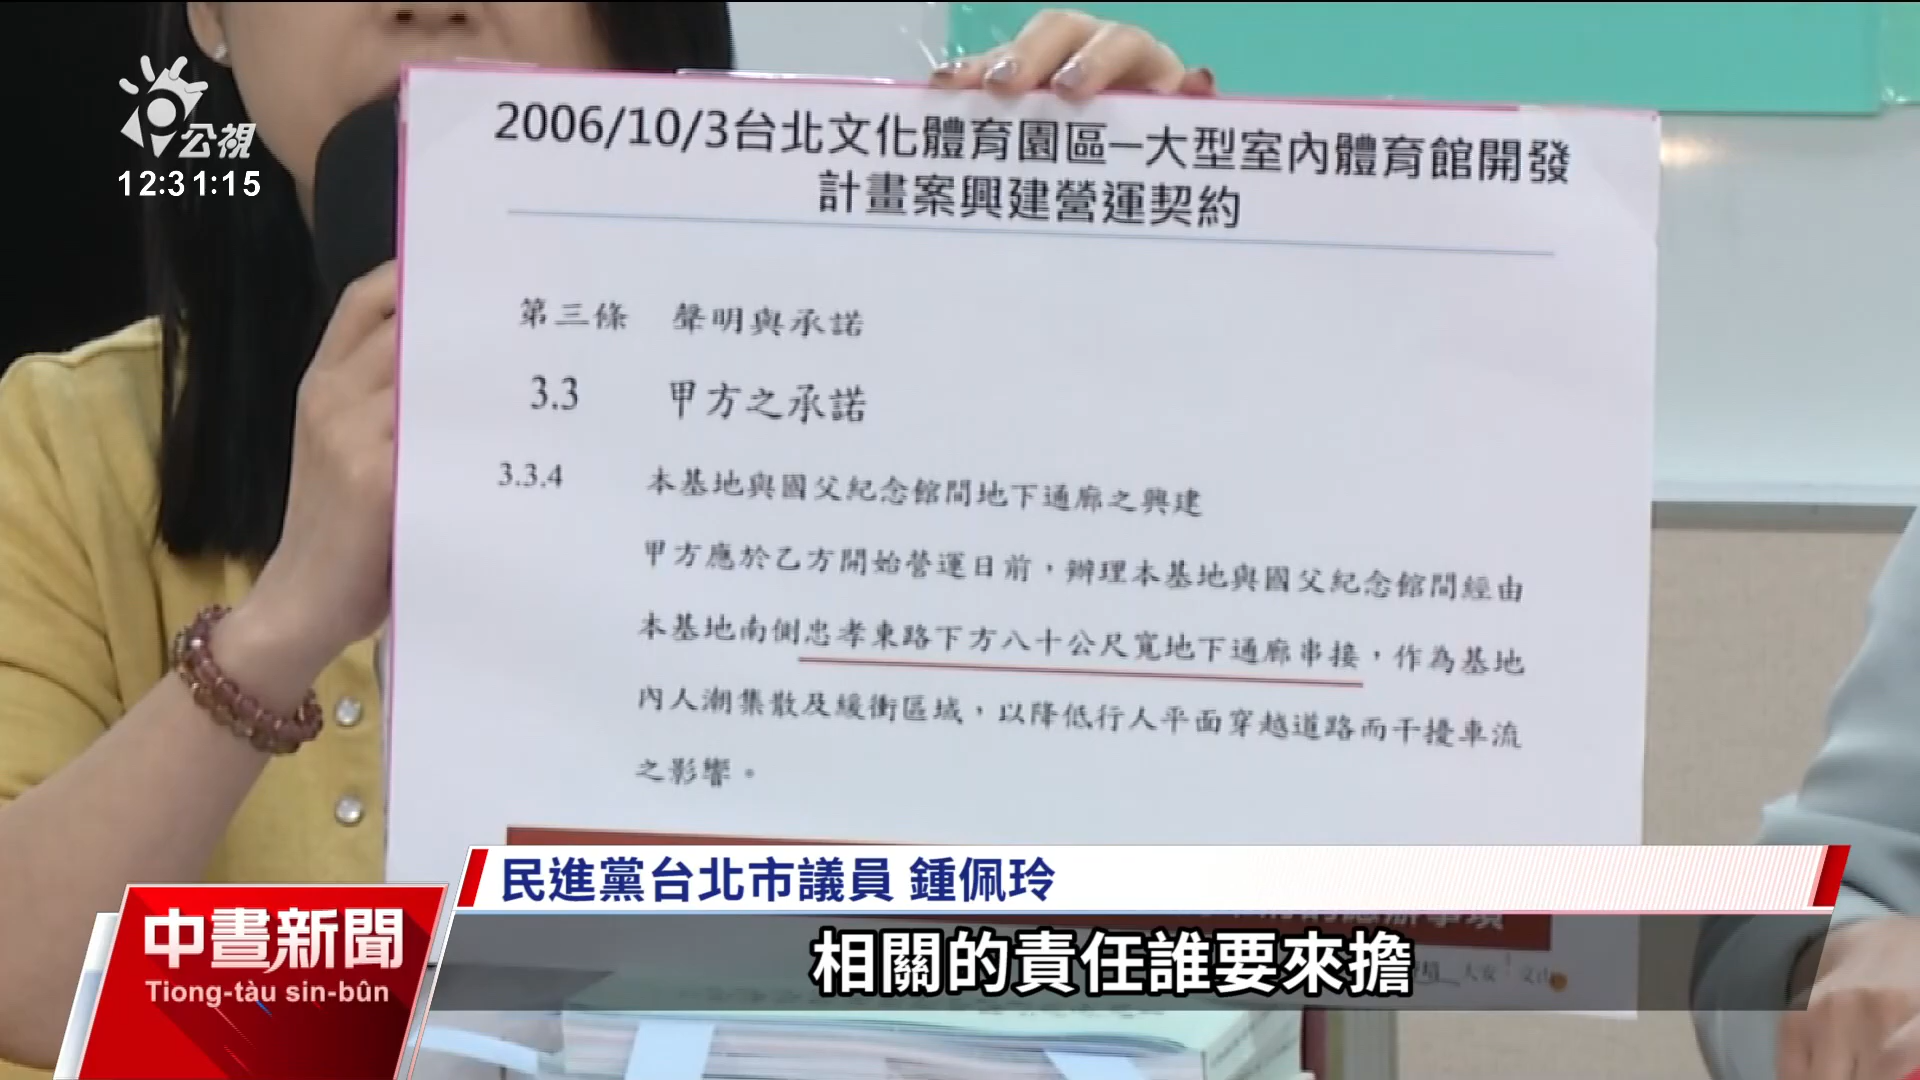 公視
12:31:15
2006/10/3台北文化體育園區—大型室內體育館開發
計畫案興建營運契約
第三條 聲明與承諾
3.3 甲方之承諾
3.3.4 本基地與國父紀念館間地下通廊之興建
甲方應於乙方開始營運日前，辦理本基地與國父紀念館間經由
本基地南側忠孝東路下方八十公尺寬地下通廊串接，作為基地
內人潮集散及緩衝區域，以降低行人平面穿越道路而干擾車流
之影響。
民進黨台北市議員 鍾佩玲
中晝新聞
Tiong-tàu sin-bûn
相關的責任誰要來擔